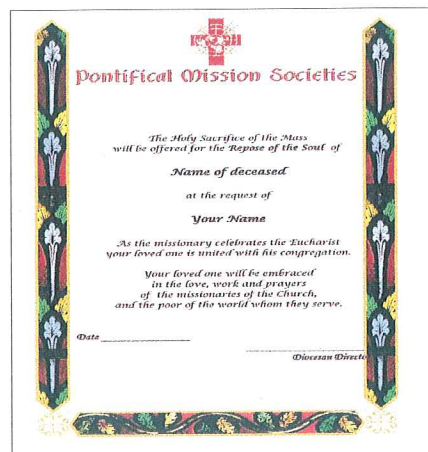 Pontifical Mission Societies
The Holy Sacrifice of the Mass
will be offered for the Repose of the Soul of
Name of deceased
at the request of
Your Name
As the missionary celebrates the Eucharist
your loved one is united with his congregation.
Your loved one will be embraced
in the love, work and prayers
of the missionaries of the Church,
and the poor of the world whom they serve.
Date
Diocesan Directo